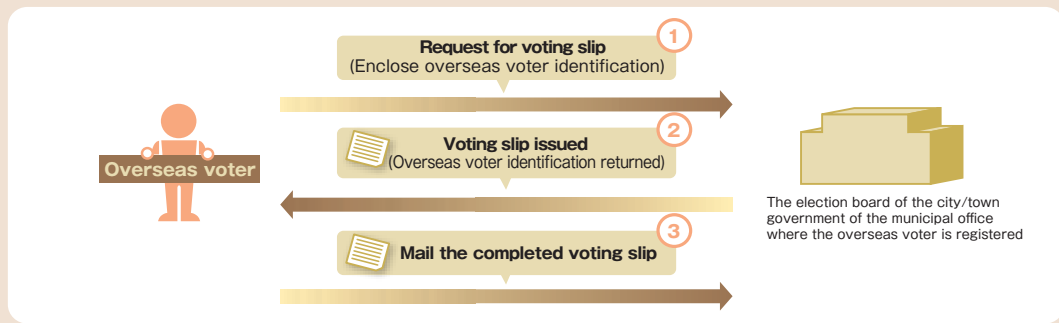 1
Request for voting slip
(Enclose overseas voter identification)
2
Voting slip issued
(Overseas voter identification returned)
Overseas voter
The election board of the city/town
government of the municipal office
where the overseas voter is registered
3
Mail the completed voting slip